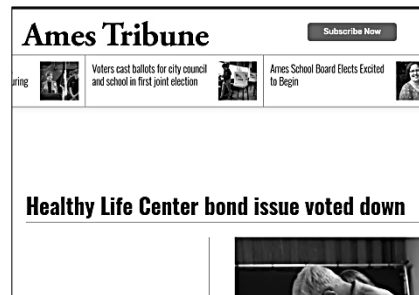 Ames Tribune
Subscribe Now
uring
Voters cast ballots for city council
and school in first joint election
Ames School Board Elects Excited
to Begin
Healthy Life Center bond issue voted down